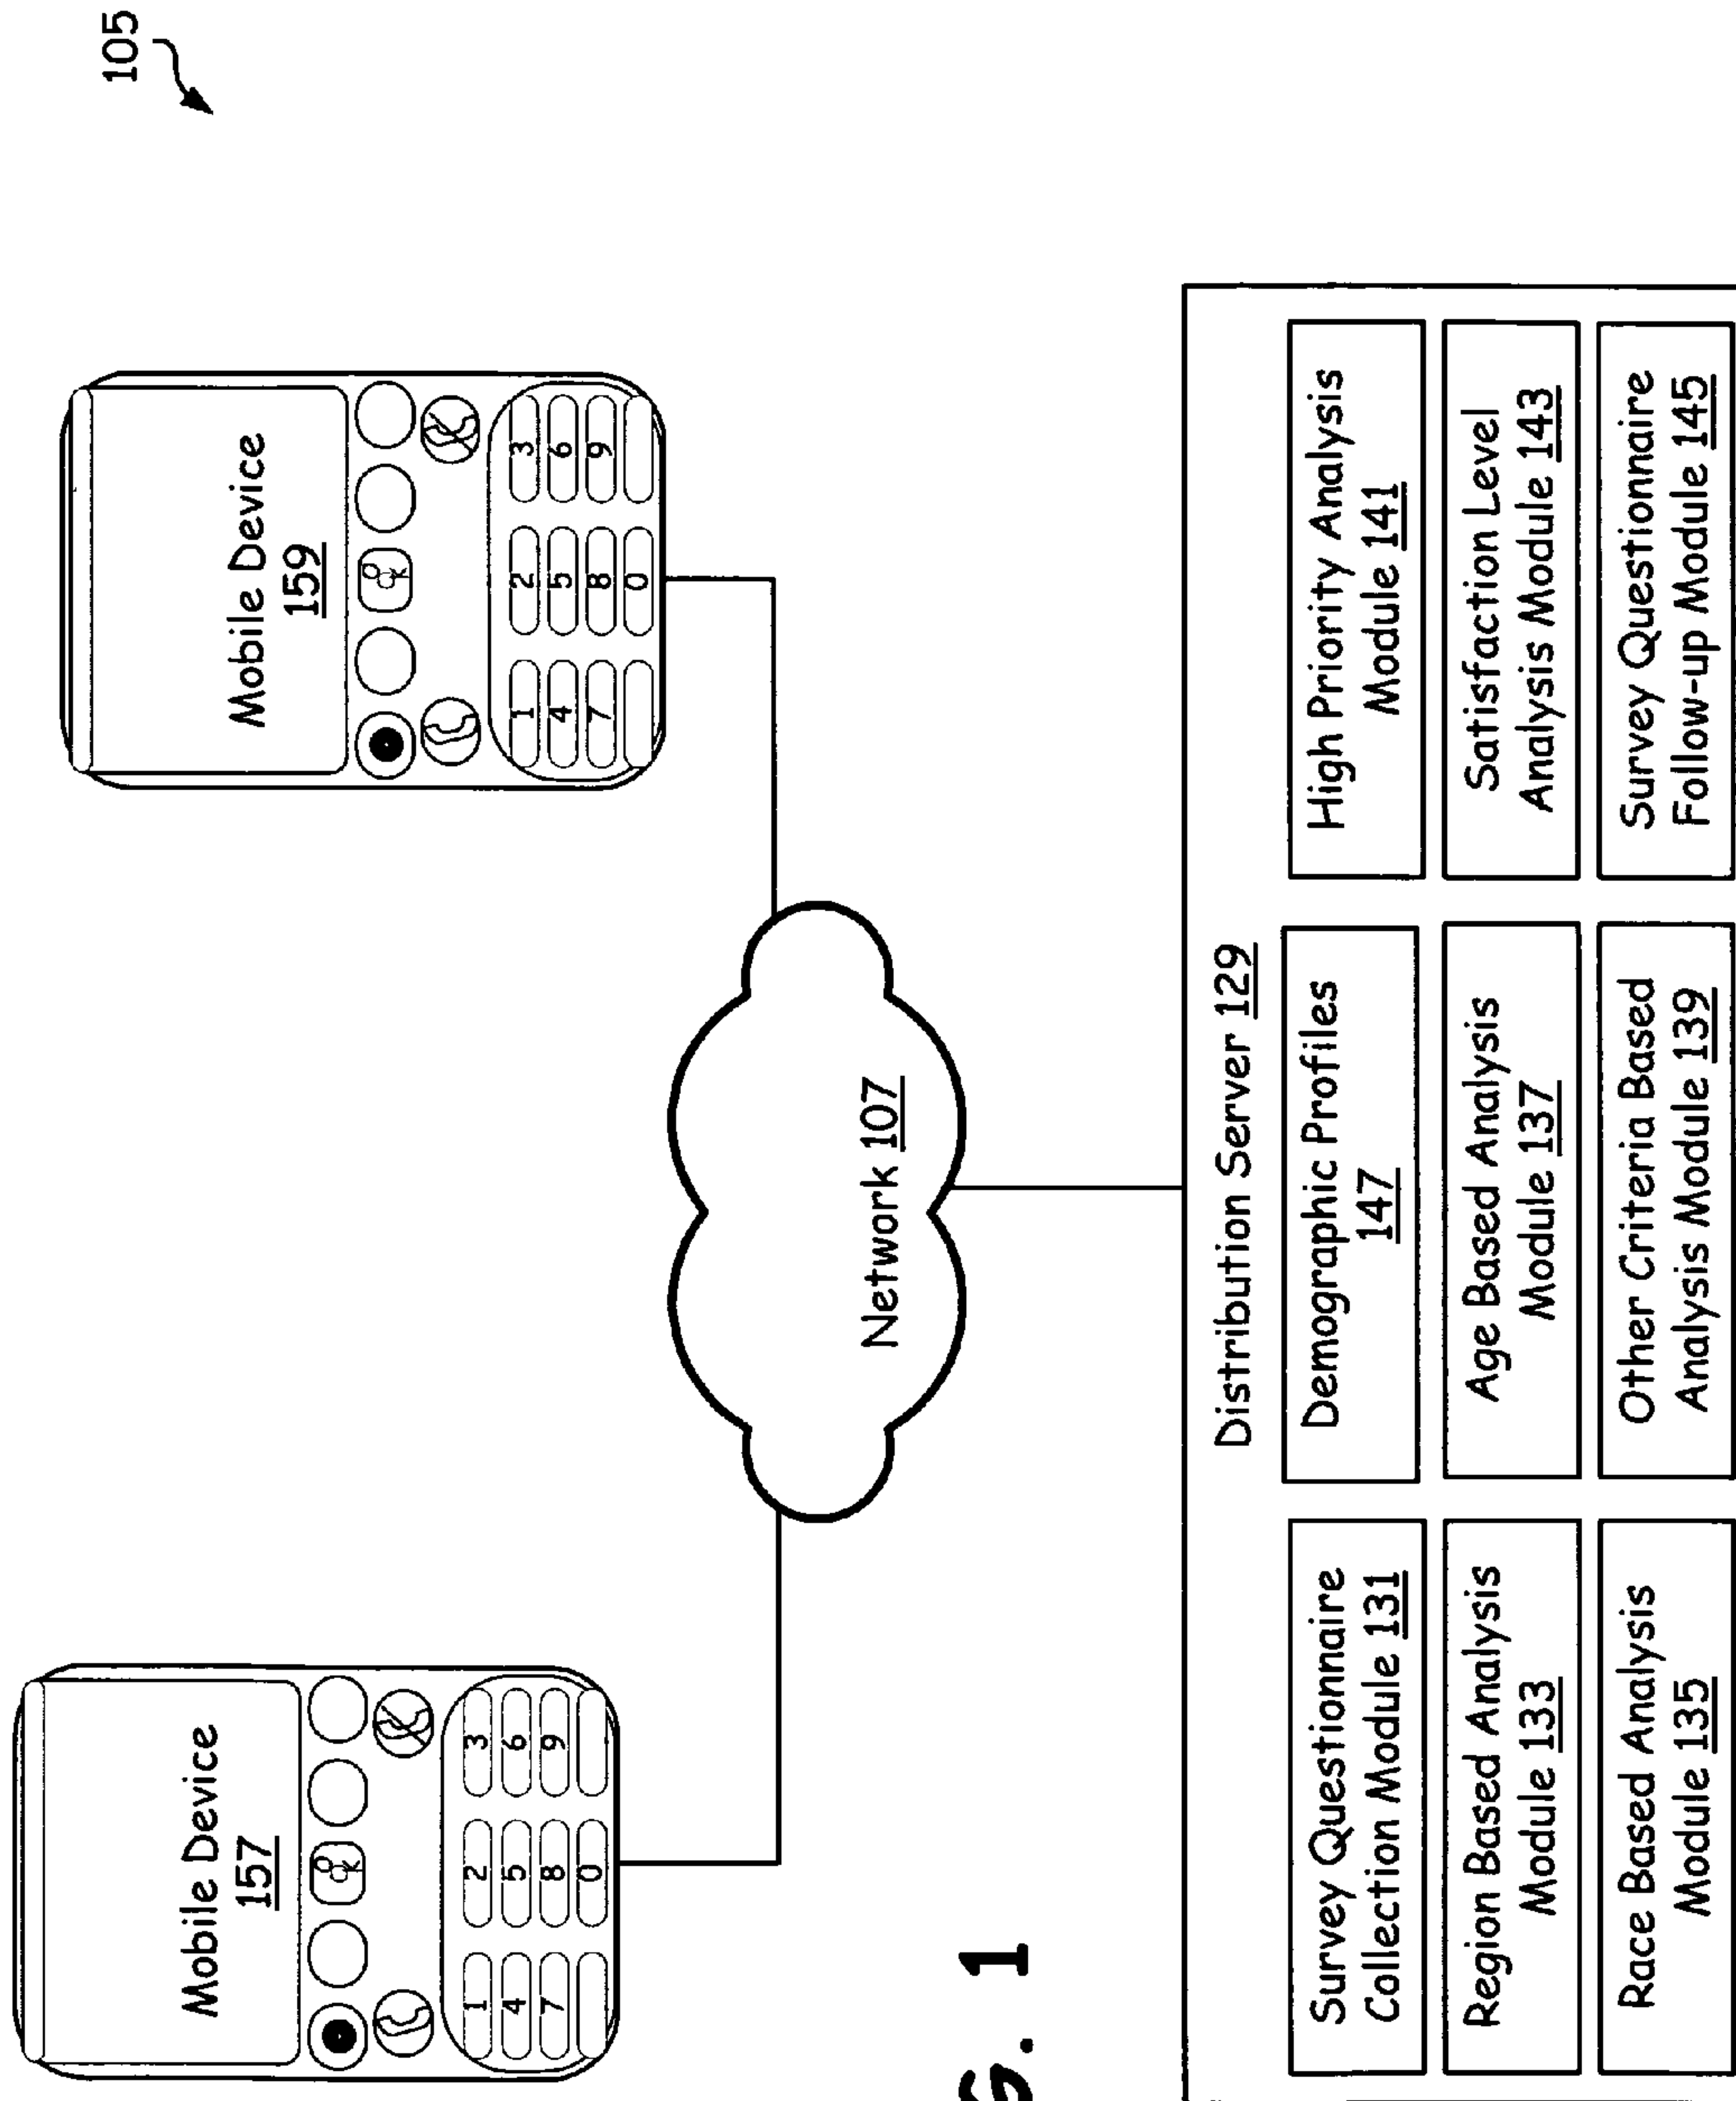 105
Mobile Device
157
OK
1 2 3
4 5 6
7 8 9
0
Mobile Device
159
OK
1 2 3
4 5 6
7 8 9
0
Network 107
G. 1
Distribution Server 129
Survey Questionnaire
Collection Module 131
Demographic Profiles
147
High Priority Analysis
Module 141
Region Based Analysis
Module 133
Age Based Analysis
Module 137
Satisfaction Level
Analysis Module 143
Race Based Analysis
Module 135
Other Criteria Based
Analysis Module 139
Survey Questionnaire
Follow-up Module 145